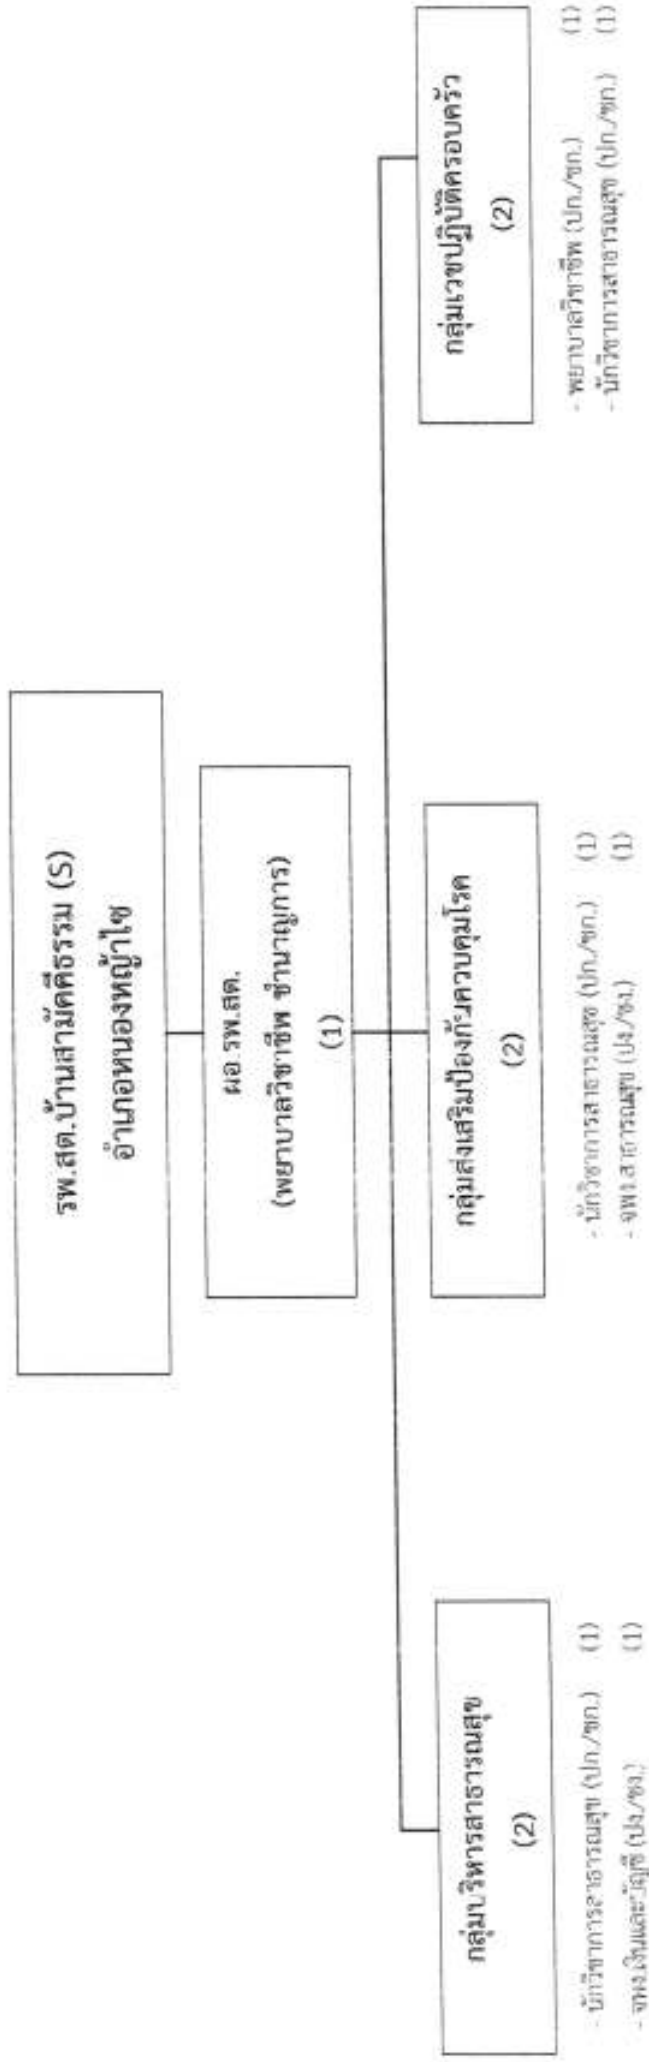 รพ.สต.บ้านสามัคคีธรรม (S)
อำเภอหนองหญ้าไซ
ผอ.รพ.สต.
(พยาบาลวิชาชีพ ชำนาญการ)
(1)
กลุ่มบริหารสาธารณสุข
(2)
- นักวิชาการสาธารณสุข (ปก./ชก.) (1)
- จพง.เงินและบัญชี (ปง./ชง.) (1)
กลุ่มส่งเสริมป้องกันควบคุมโรค
(2)
- นักวิชาการสาธารณสุข (ปก./ชก.) (1)
- จพง.สาธารณสุข (ปง./ชง.) (1)
กลุ่มเวชปฏิบัติครอบครัว
(2)
- พยาบาลวิชาชีพ (ปก./ชก.) (1)
- นักวิชาการสาธารณสุข (ปก./ชก.) (1)